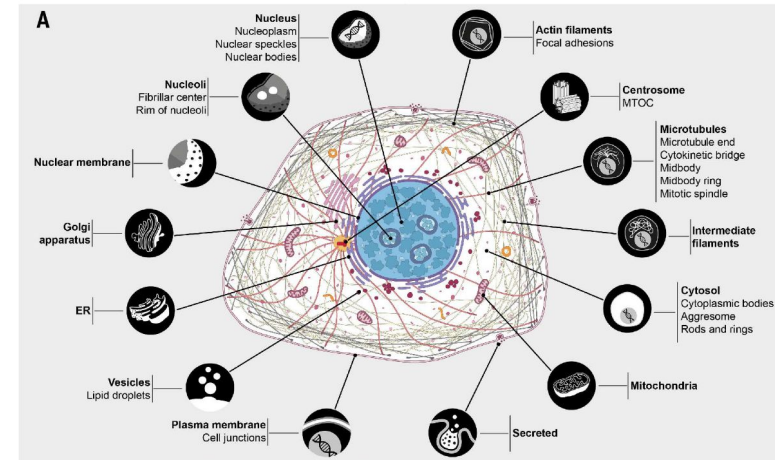 A
Nucleus
Nucleoplasm
Nuclear speckles
Nuclear bodies
Actin filaments
Focal adhesions
Nucleoli
Fibrillar center
Rim of nucleoli
Centrosome
MTOC
Nuclear membrane
Microtubules
Microtubule end
Cytokinetic bridge
Midbody
Midbody ring
Mitotic spindle
Golgi
apparatus
Intermediate
filaments
ER
Cytosol
Cytoplasmic bodies
Aggresome
Rods and rings
Vesicles
Lipid droplets
Mitochondria
Plasma membrane
Cell junctions
Secreted